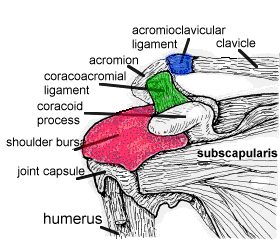 acromioclavicular
ligament
clavicle
acromion
coracoacromial
ligament
coracoid
process
shoulder bursa
subscapularis
joint capsule
humerus